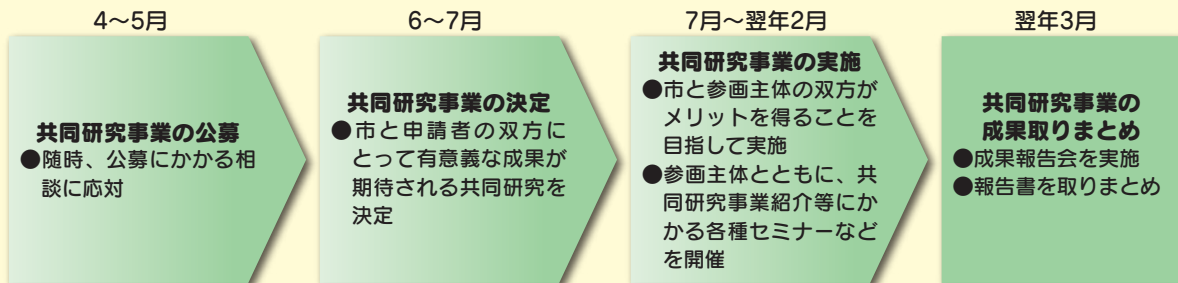 4～5月
共同研究事業の公募
●随時、公募にかかる相
談に応対
6～7月
共同研究事業の決定
●市と申請者の双方に
とって有意義な成果が
期待される共同研究を
決定
7月～翌年2月
共同研究事業の実施
●市と参画主体の双方が
メリットを得ることを
目指して実施
●参画主体とともに、共
同研究事業紹介等にか
かる各種セミナーなど
を開催
翌年3月
共同研究事業の
成果取りまとめ
●成果報告会を実施
●報告書を取りまとめ